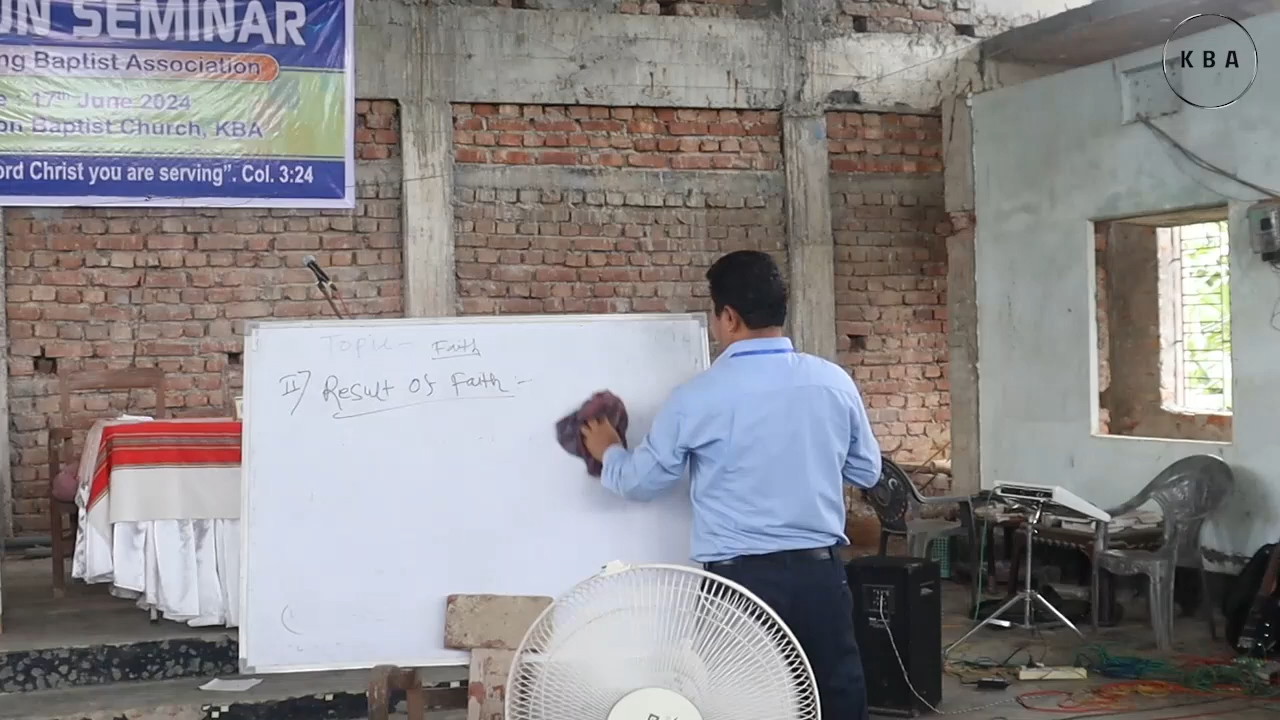 UN SEMINAR
ng Baptist Association
e : 17th June 2024
on Baptist Church, KBA
ord Christ you are serving". Col. 3:24
KBA
Topic - Faith
II) Result Of Faith -